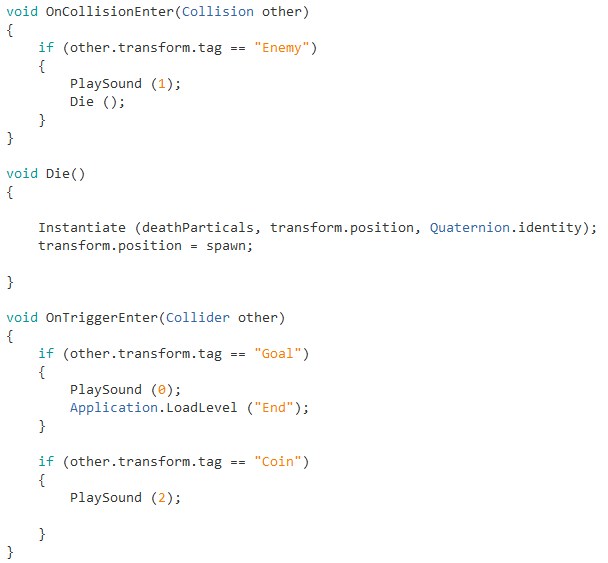 void OnCollisionEnter(Collision other)
{
    if (other.transform.tag == "Enemy")
    {
        PlaySound (1);
        Die ();
    }
}

void Die()
{

    Instantiate (deathParticals, transform.position, Quaternion.identity);
    transform.position = spawn;

}

void OnTriggerEnter(Collider other)
{
    if (other.transform.tag == "Goal")
    {
        PlaySound (0);
        Application.LoadLevel ("End");
    }

    if (other.transform.tag == "Coin")
    {
        PlaySound (2);

    }
}